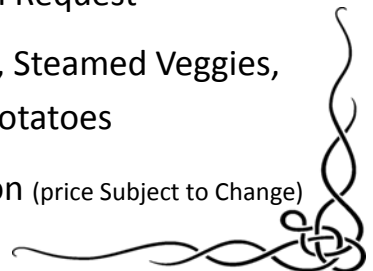 Request
, Steamed Veggies,
otatoes
on (price Subject to Change)